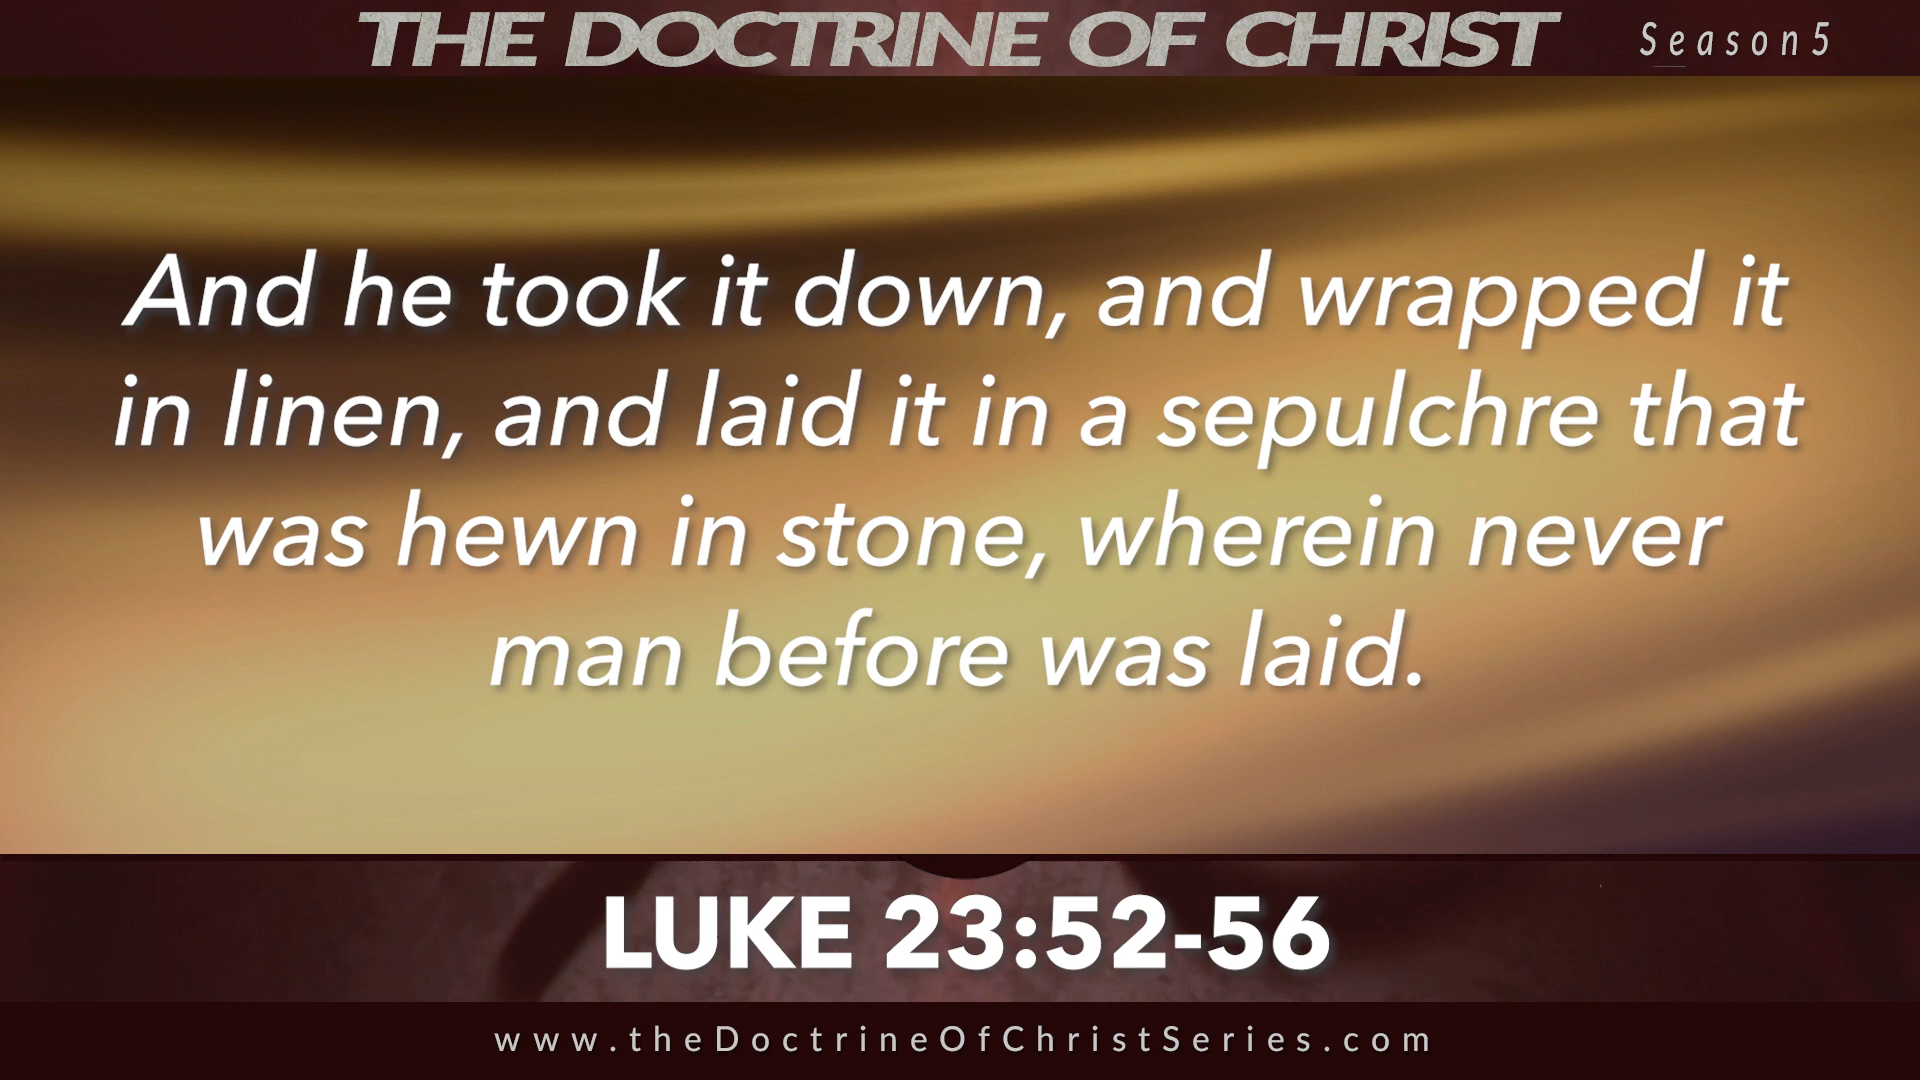 THE DOCTRINE OF CHRIST
Season5
And he took it down, and wrapped it
in linen, and laid it in a sepulchre that
was hewn in stone, wherein never
man before was laid.
LUKE 23:52-56
www.theDoctrineOfChristSeries.com